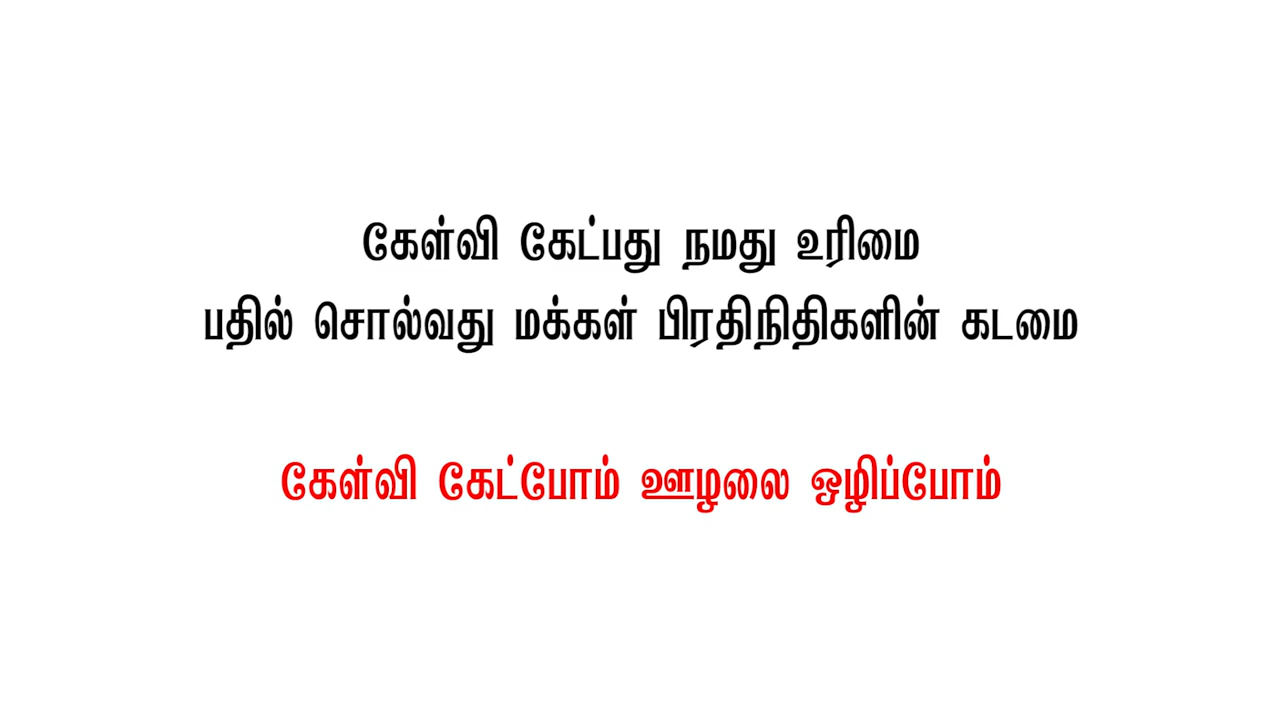 கேள்வி கேட்பது நமது உரிமை
பதில் சொல்வது மக்கள் பிரதிநிதிகளின் கடமை
கேள்வி கேட்போம் ஊழலை ஒழிப்போம்